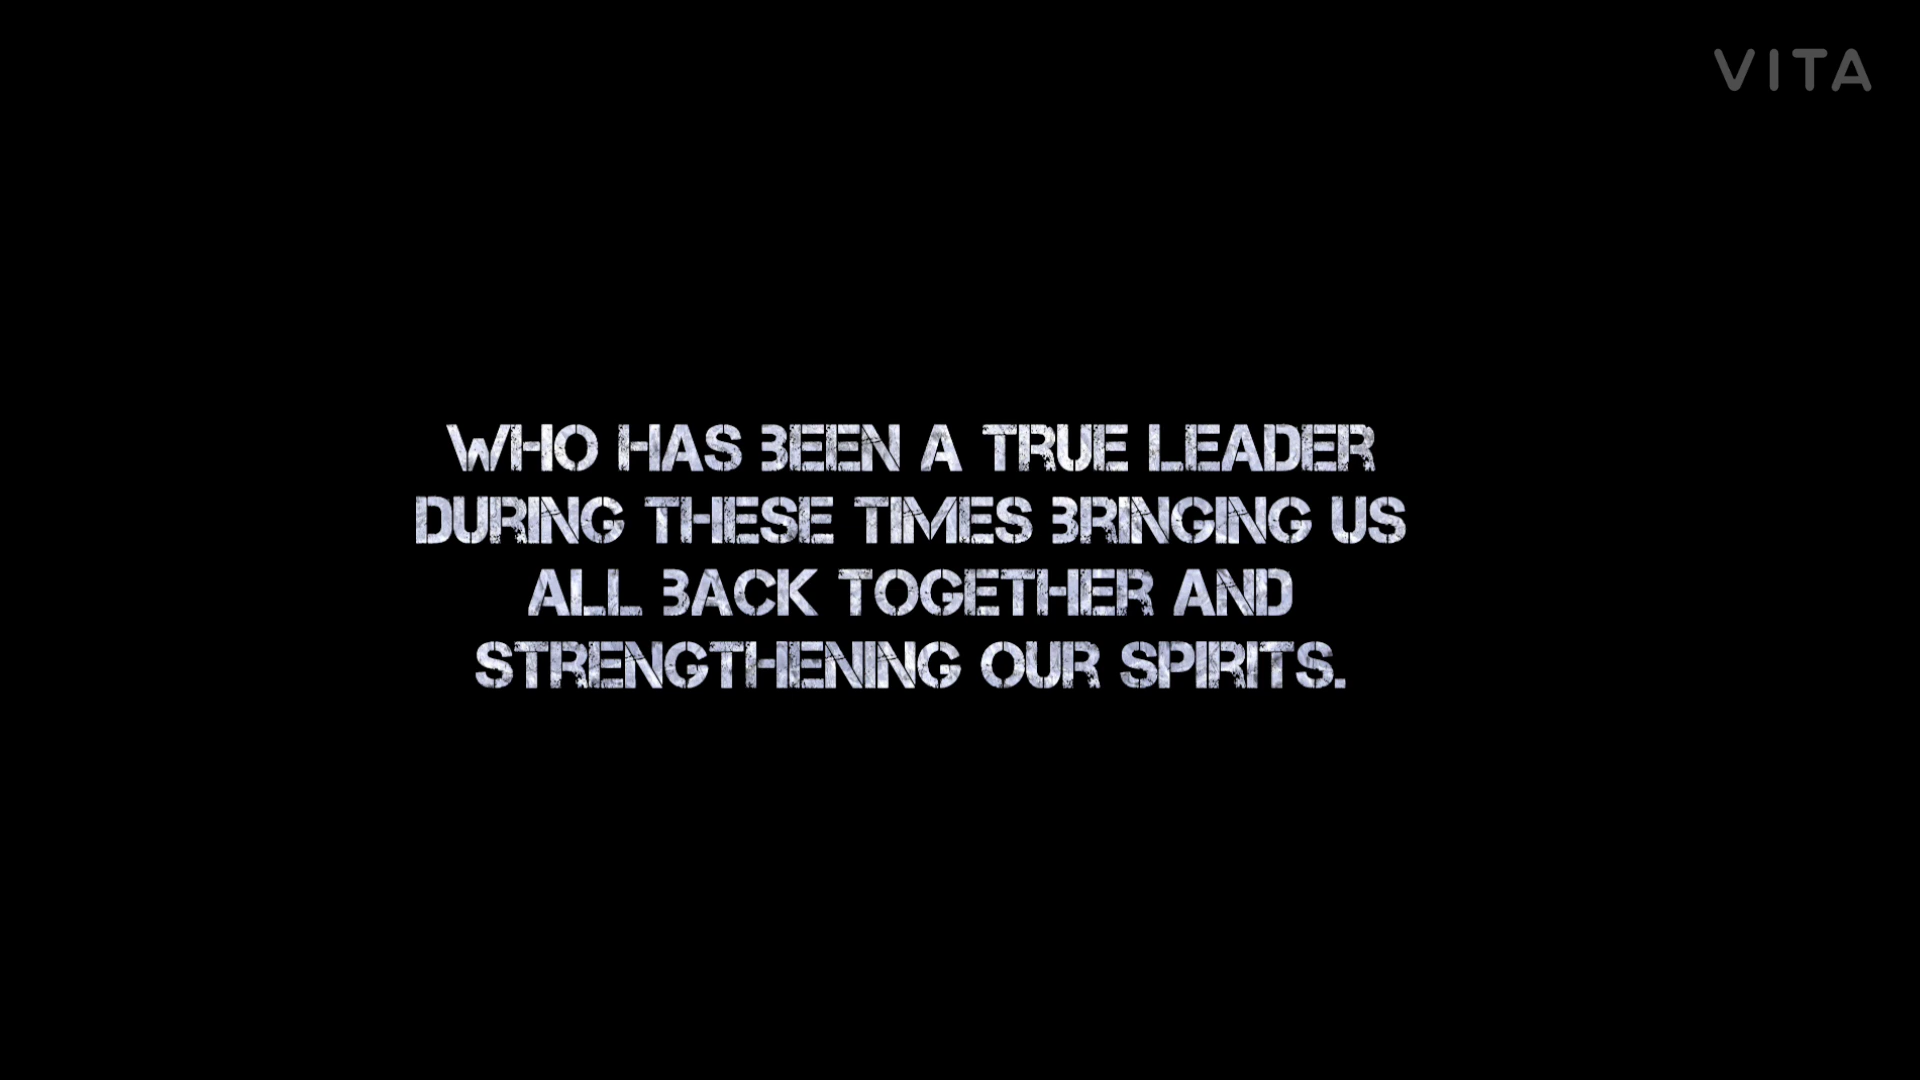 VITA
WHO HAS BEEN A TRUE LEADER
DURING THESE TIMES BRINGING US
ALL BACK TOGETHER AND
STRENGTHENING OUR SPIRITS.